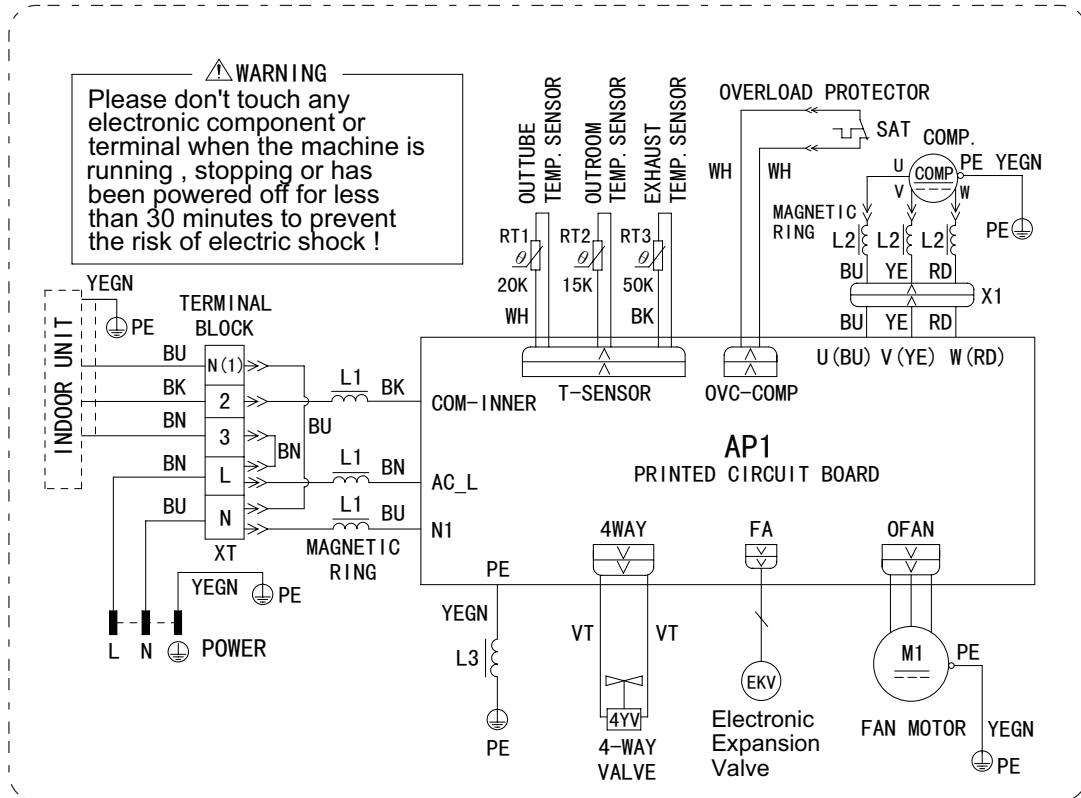 WARNING
Please don't touch any
electronic component or
terminal when the machine is
running , stopping or has
been powered off for less
than 30 minutes to prevent
the risk of electric shock !
OUTTUBE
TEMP. SENSOR
OUTROOM
TEMP. SENSOR
EXHAUST
TEMP. SENSOR
OVERLOAD PROTECTOR
SAT
COMP.
WH
WH
U
COMP
PE YEGN
V
W
MAGNETIC
RING
PE
L2
L2
L2
BU YE RD
X1
BU YE RD
RT1
RT2
RT3
θ
θ
θ
20K
15K
50K
WH
BK
YEGN
PE
TERMINAL
BLOCK
INDOOR UNIT
BU
N(1)
BK
2
L1
BK
BN
3
BU
BN
BN
L
L1
BN
BU
N
L1
BU
XT
MAGNETIC
RING
YEGN
PE
L
N
POWER
U(BU) V(YE) W(RD)
T-SENSOR
OVC-COMP
COM-INNER
AP1
PRINTED CIRCUIT BOARD
AC_L
N1
4WAY
FA
OFAN
PE
YEGN
L3
PE
VT
VT
4YV
4-WAY
VALVE
EKV
Electronic
Expansion
Valve
M1
PE
FAN MOTOR
YEGN
PE